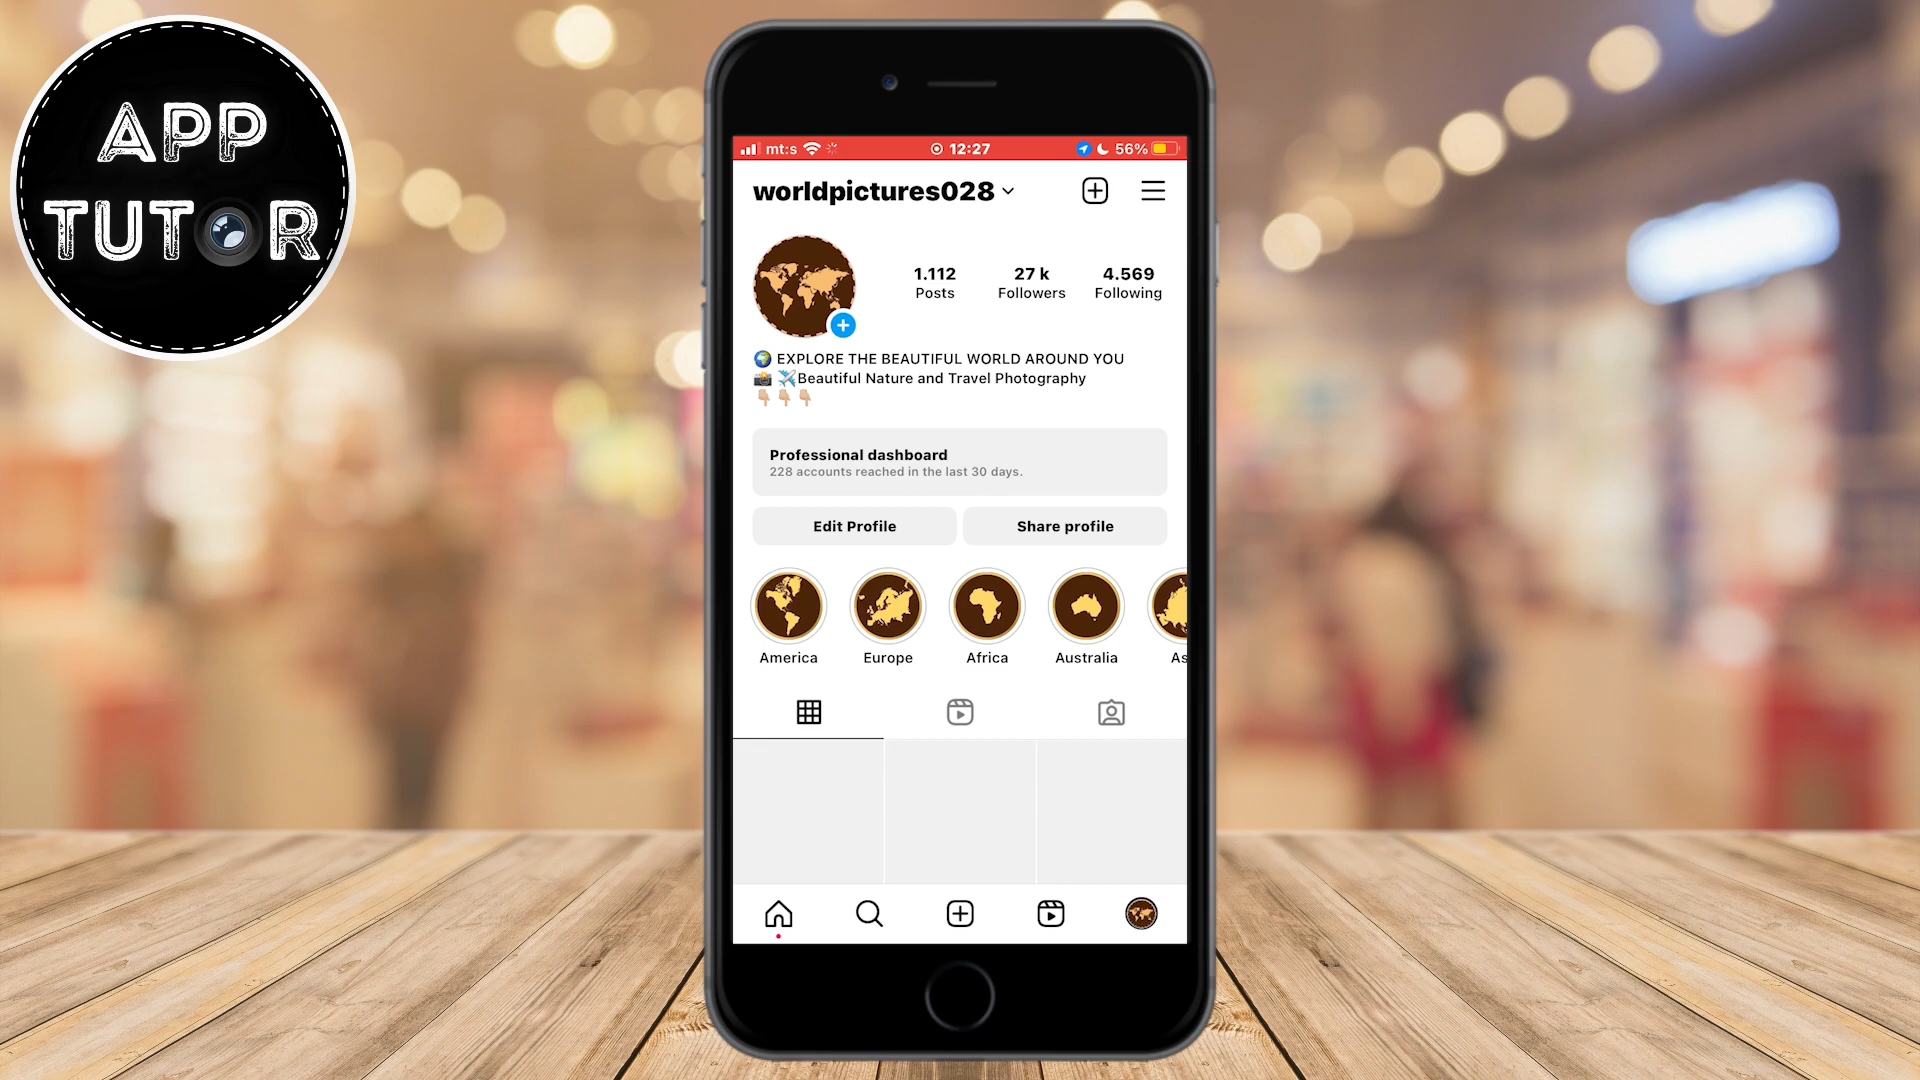 APP
TUTOR
mt:s 12:27 56%
worldpictures028
1.112 27 k 4.569
Posts Followers Following
EXPLORE THE BEAUTIFUL WORLD AROUND YOU
Beautiful Nature and Travel Photography
Professional dashboard
228 accounts reached in the last 30 days.
Edit Profile Share profile
America Europe Africa Australia As